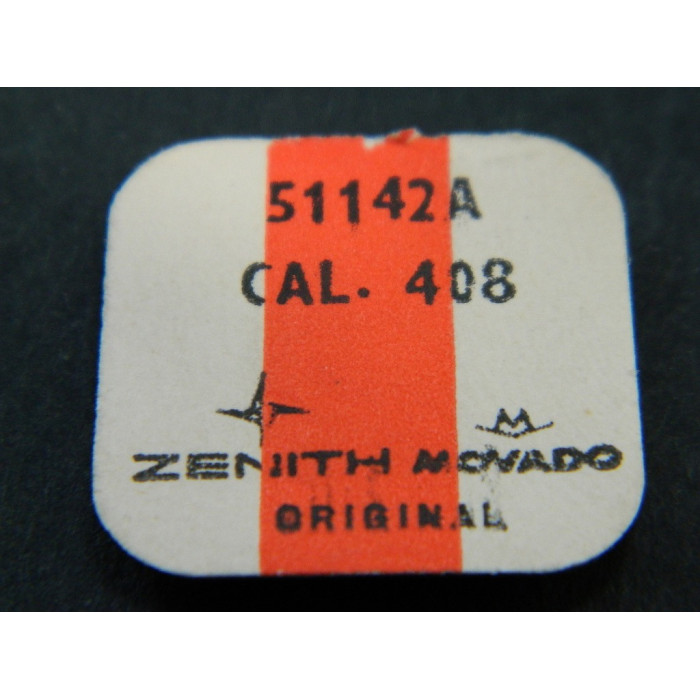 51142A
CAL. 408
ZENITH MOVADO
ORIGINAL